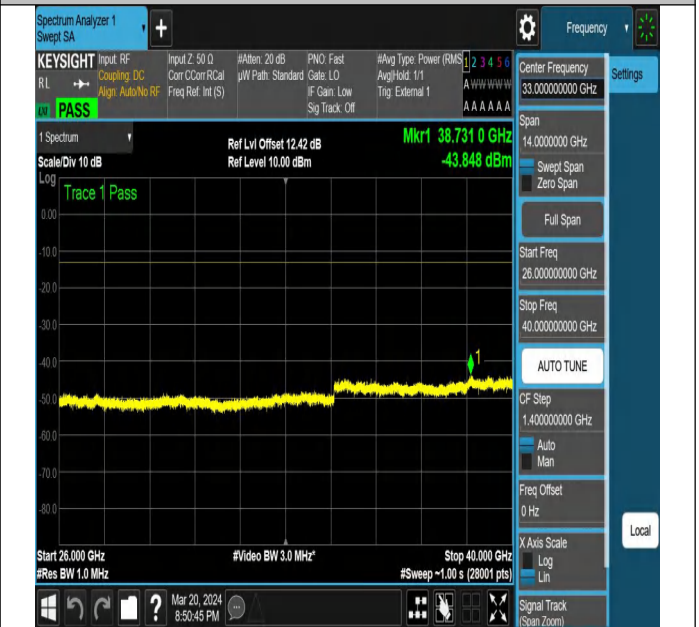 Spectrum Analyzer 1
Swept SA
+
Frequency
KEYSIGHT
RL
PASS
Input: RF
Coupling: DC
Align: Auto/No RF
Input Z: 50 Ω
Corr CCorr RCal
Freq Ref: Int (S)
#Atten: 20 dB
µW Path: Standard
PNO: Fast
Gate: LO
IF Gain: Low
Sig Track: Off
#Avg Type: Power (RMS
Avg|Hold: 1/1
Trig: External 1
1 2 3 4 5 6
A W W W W W
A A A A A A
1 Spectrum
Scale/Div 10 dB
Ref Lvl Offset 12.42 dB
Ref Level 10.00 dBm
Mkr1 38.731 0 GHz
-43.848 dBm
Log
Trace 1 Pass
0.00
-10.0
-20.0
-30.0
-40.0
-50.0
-60.0
-70.0
-80.0
1
Start 26.000 GHz
#Res BW 1.0 MHz
#Video BW 3.0 MHz*
Stop 40.000 GHz
#Sweep ~1.00 s (28001 pts)
?
Mar 20, 2024
8:50:45 PM
Center Frequency
33.000000000 GHz
Settings
Span
14.0000000 GHz
Swept Span
Zero Span
Full Span
Start Freq
26.000000000 GHz
Stop Freq
40.000000000 GHz
AUTO TUNE
CF Step
1.400000000 GHz
Auto
Man
Freq Offset
0 Hz
X Axis Scale
Log
Lin
Local
Signal Track
(Span Zoom)